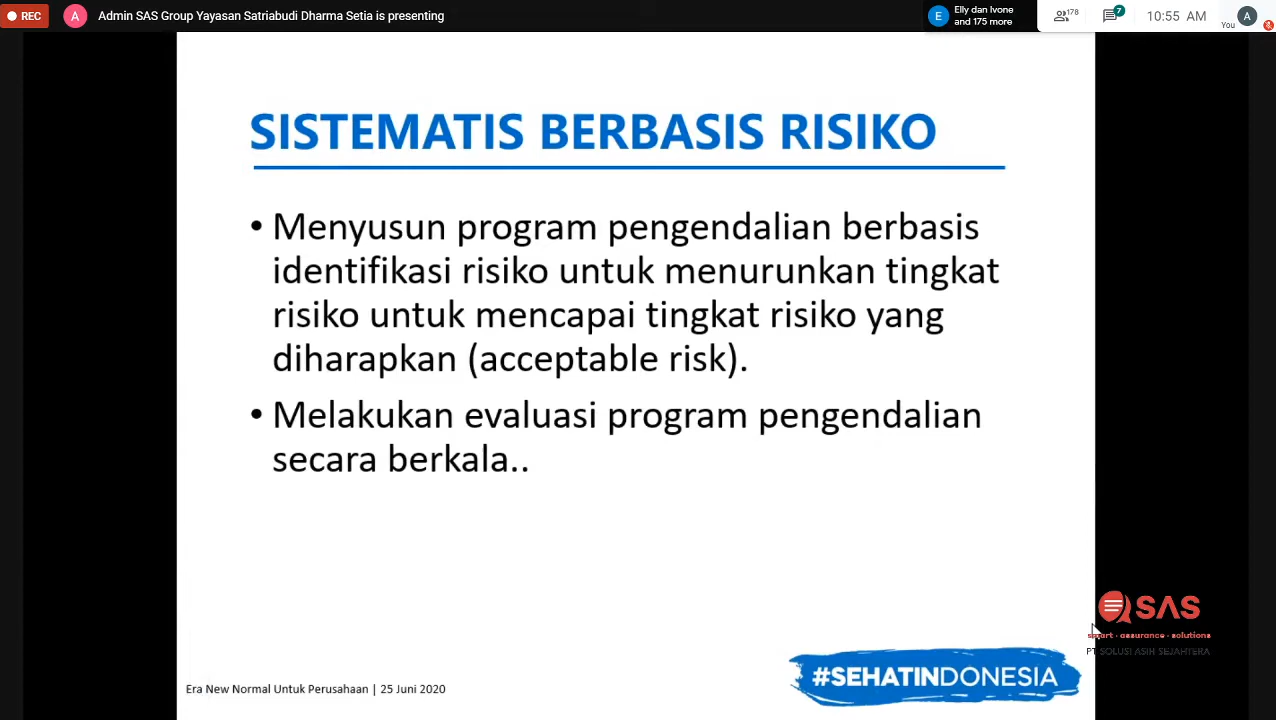 REC
A
Admin SAS Group Yayasan Satriabudi Dharma Setia is presenting
E
Elly dan Ivone
and 175 more
178
7
10:55 AM
You
A
SISTEMATIS BERBASIS RISIKO
• Menyusun program pengendalian berbasis
identifikasi risiko untuk menurunkan tingkat
risiko untuk mencapai tingkat risiko yang
diharapkan (acceptable risk).
• Melakukan evaluasi program pengendalian
secara berkala..
SAS
smart · assurance · solutions
PT SOLUSI ASIH SEJAHTERA
#SEHATINDONESIA
Era New Normal Untuk Perusahaan | 25 Juni 2020